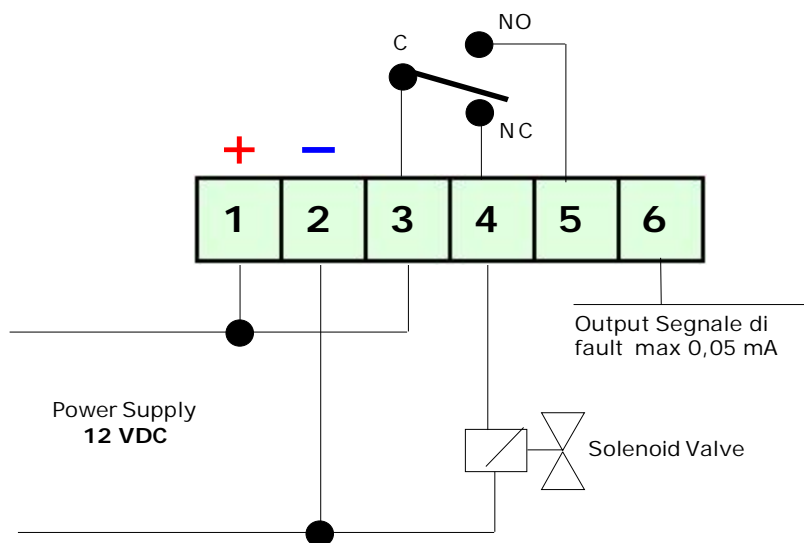 NO
C
NC
+ −
1 2 3 4 5 6
Output Segnale di
fault max 0,05 mA
Power Supply
12 VDC
Solenoid Valve